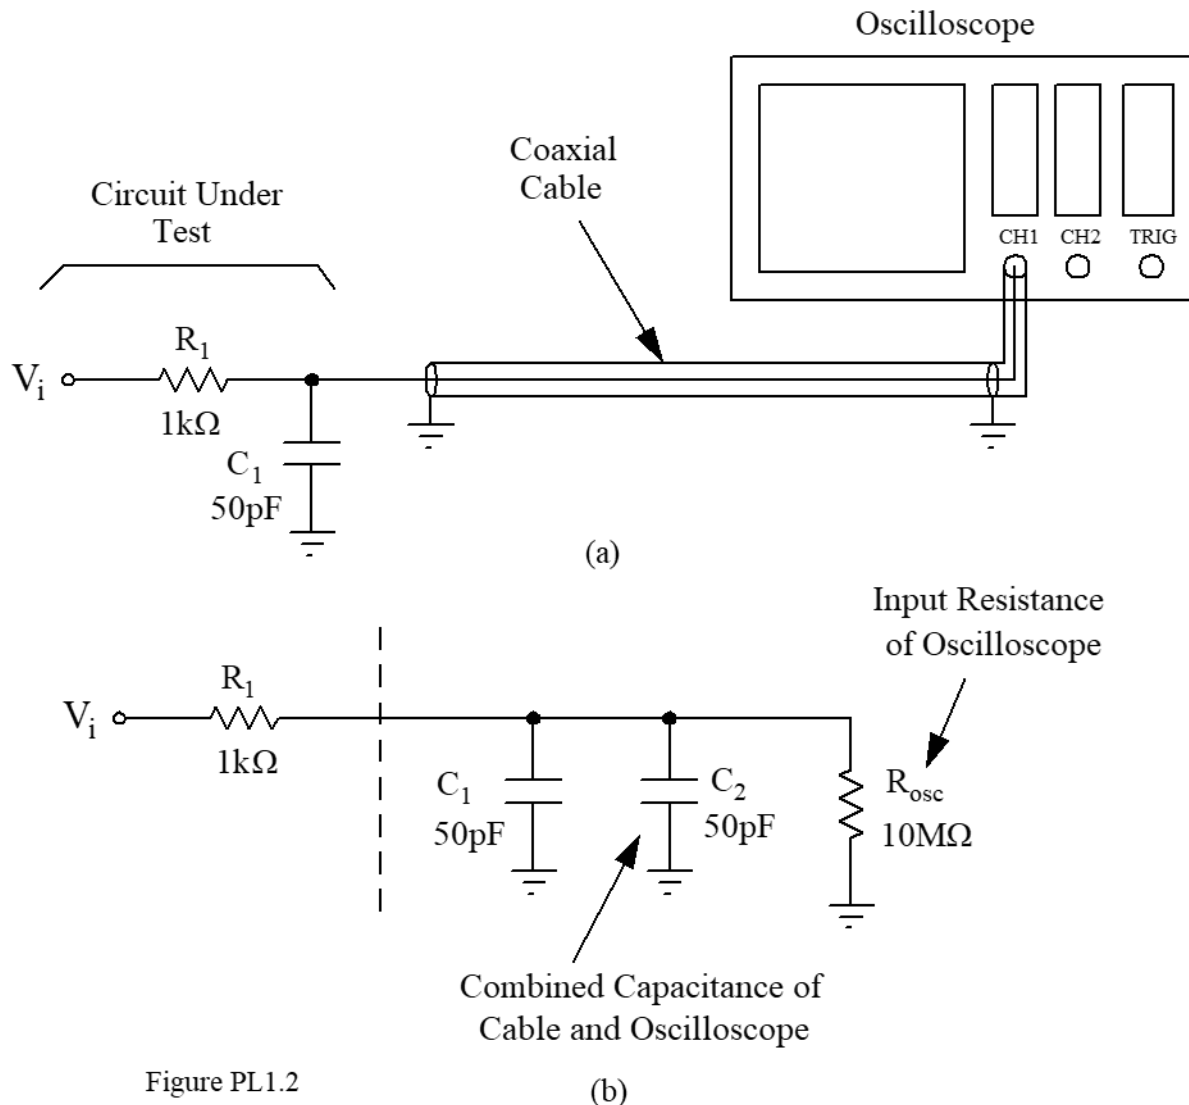 Oscilloscope
Coaxial
Cable
Circuit Under
Test
CH1 CH2 TRIG
R1
Vi
1kΩ
C1
50pF
(a)
Input Resistance
of Oscilloscope
R1
Vi
1kΩ
C1
50pF
C2
50pF
Rosc
10MΩ
Combined Capacitance of
Cable and Oscilloscope
Figure PL1.2
(b)